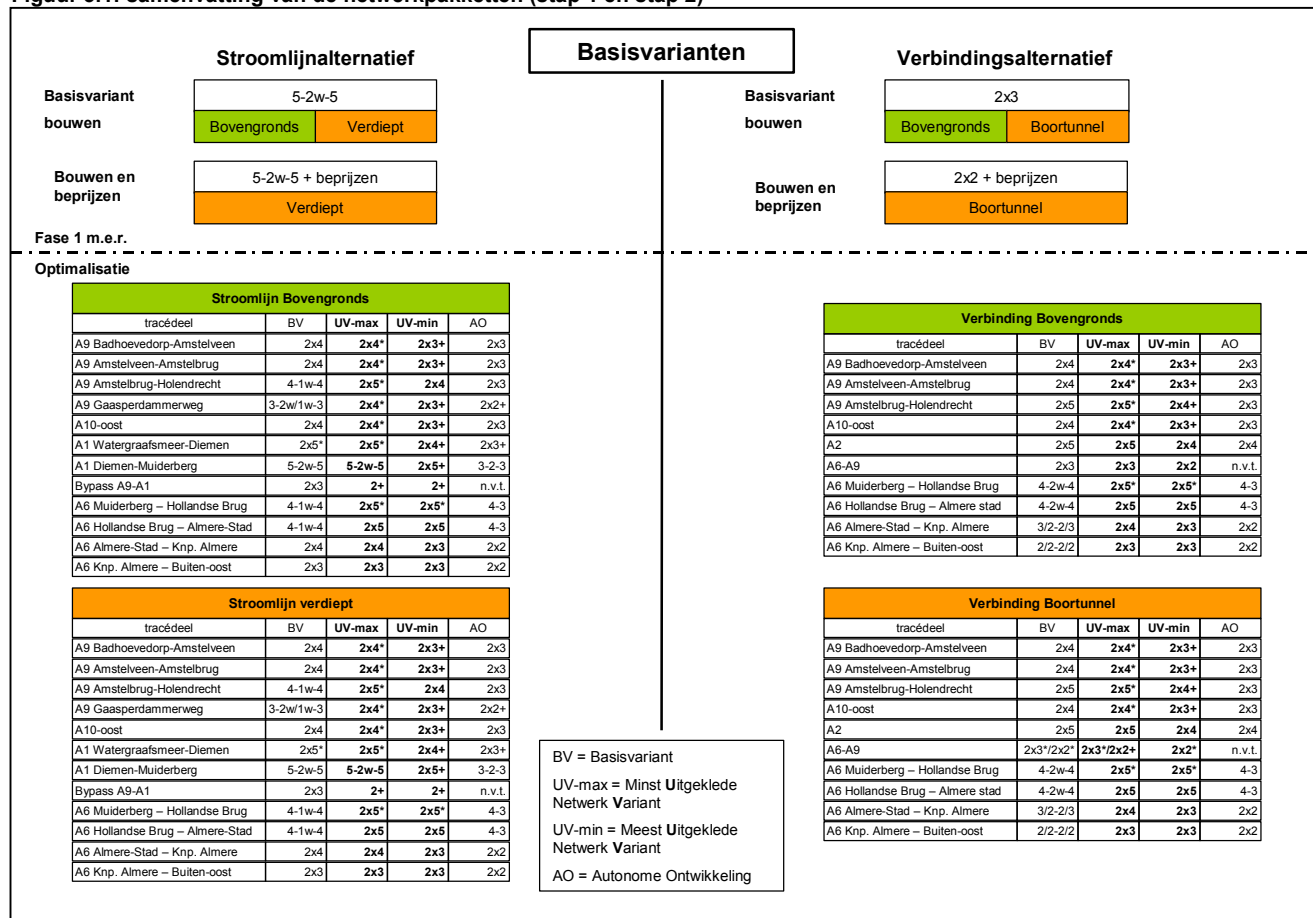 Basisvarianten
Stroomlijnalternatief
Basisvariant bouwen
5-2w-5
Bovengronds Verdiept
Bouwen en beprijzen
5-2w-5 + beprijzen
Verdiept
Verbindingsalternatief
Basisvariant bouwen
2x3
Bovengronds Boortunnel
Bouwen en beprijzen
2x2 + beprijzen
Boortunnel
Fase 1 m.e.r.
Optimalisatie
Stroomlijn Bovengronds
tracédeel BV UV-max UV-min AO
A9 Badhoevedorp-Amstelveen 2x4 2x4* 2x3+ 2x3
A9 Amstelveen-Amstelbrug 2x4 2x4* 2x3+ 2x3
A9 Amstelbrug-Holendrecht 4-1w-4 2x5* 2x4 2x3
A9 Gaasperdammerweg 3-2w/1w-3 2x4* 2x3+ 2x2+
A10-oost 2x4 2x4* 2x3+ 2x3
A1 Watergraafsmeer-Diemen 2x5* 2x5* 2x4+ 2x3+
A1 Diemen-Muiderberg 5-2w-5 5-2w-5 2x5+ 3-2-3
Bypass A9-A1 2x3 2+ 2+ n.v.t.
A6 Muiderberg – Hollandse Brug 4-1w-4 2x5* 2x5* 4-3
A6 Hollandse Brug – Almere-Stad 4-1w-4 2x5 2x5 4-3
A6 Almere-Stad – Knp. Almere 2x4 2x4 2x3 2x2
A6 Knp. Almere – Buiten-oost 2x3 2x3 2x3 2x2
Stroomlijn verdiept
tracédeel BV UV-max UV-min AO
A9 Badhoevedorp-Amstelveen 2x4 2x4* 2x3+ 2x3
A9 Amstelveen-Amstelbrug 2x4 2x4* 2x3+ 2x3
A9 Amstelbrug-Holendrecht 4-1w-4 2x5* 2x4 2x3
A9 Gaasperdammerweg 3-2w/1w-3 2x4* 2x3+ 2x2+
A10-oost 2x4 2x4* 2x3+ 2x3
A1 Watergraafsmeer-Diemen 2x5* 2x5* 2x4+ 2x3+
A1 Diemen-Muiderberg 5-2w-5 5-2w-5 2x5+ 3-2-3
Bypass A9-A1 2x3 2+ 2+ n.v.t.
A6 Muiderberg – Hollandse Brug 4-1w-4 2x5* 2x5* 4-3
A6 Hollandse Brug – Almere-Stad 4-1w-4 2x5 2x5 4-3
A6 Almere-Stad – Knp. Almere 2x4 2x4 2x3 2x2
A6 Knp. Almere – Buiten-oost 2x3 2x3 2x3 2x2
BV = Basisvariant
UV-max = Minst Uitgeklede
Netwerk Variant
UV-min = Meest Uitgeklede
Netwerk Variant
AO = Autonome Ontwikkeling
Verbinding Bovengronds
tracédeel BV UV-max UV-min AO
A9 Badhoevedorp-Amstelveen 2x4 2x4* 2x3+ 2x3
A9 Amstelveen-Amstelbrug 2x4 2x4* 2x3+ 2x3
A9 Amstelbrug-Holendrecht 2x5 2x5* 2x4+ 2x3
A10-oost 2x4 2x4* 2x3+ 2x3
A2 2x5 2x5 2x4 2x4
A6-A9 2x3 2x3 2x2 n.v.t.
A6 Muiderberg – Hollandse Brug 4-2w-4 2x5* 2x5* 4-3
A6 Hollandse Brug – Almere stad 4-2w-4 2x5 2x5 4-3
A6 Almere-Stad – Knp. Almere 3/2-2/3 2x4 2x3 2x2
A6 Knp. Almere – Buiten-oost 2/2-2/2 2x3 2x3 2x2
Verbinding Boortunnel
tracédeel BV UV-max UV-min AO
A9 Badhoevedorp-Amstelveen 2x4 2x4* 2x3+ 2x3
A9 Amstelveen-Amstelbrug 2x4 2x4* 2x3+ 2x3
A9 Amstelbrug-Holendrecht 2x5 2x5* 2x4+ 2x3
A10-oost 2x4 2x4* 2x3+ 2x3
A2 2x5 2x5 2x4 2x4
A6-A9 2x3*/2x2* 2x3*/2x2+ 2x2* n.v.t.
A6 Muiderberg – Hollandse Brug 4-2w-4 2x5* 2x5* 4-3
A6 Hollandse Brug – Almere stad 4-2w-4 2x5 2x5 4-3
A6 Almere-Stad – Knp. Almere 3/2-2/3 2x4 2x3 2x2
A6 Knp. Almere – Buiten-oost 2/2-2/2 2x3 2x3 2x2